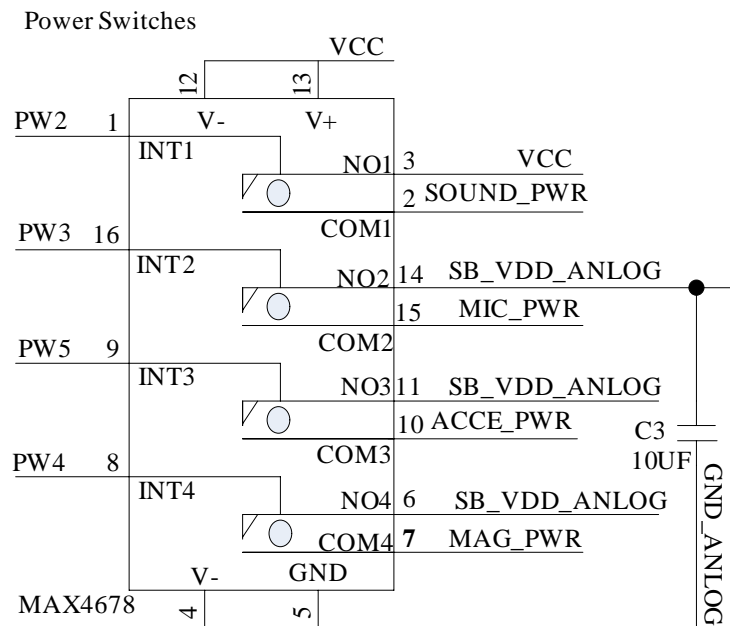 Power Switches
VCC
12
13
PW2 1
V- V+
INT1
NO1 3 VCC
2 SOUND_PWR
COM1
PW3 16
INT2
NO2 14 SB_VDD_ANLOG
15 MIC_PWR
COM2
PW5 9
INT3
NO3 11 SB_VDD_ANLOG
10 ACCE_PWR
COM3
C3
10UF
GND_ANLOG
PW4 8
INT4
NO4 6 SB_VDD_ANLOG
COM4 7 MAG_PWR
V- GND
MAX4678
4
5